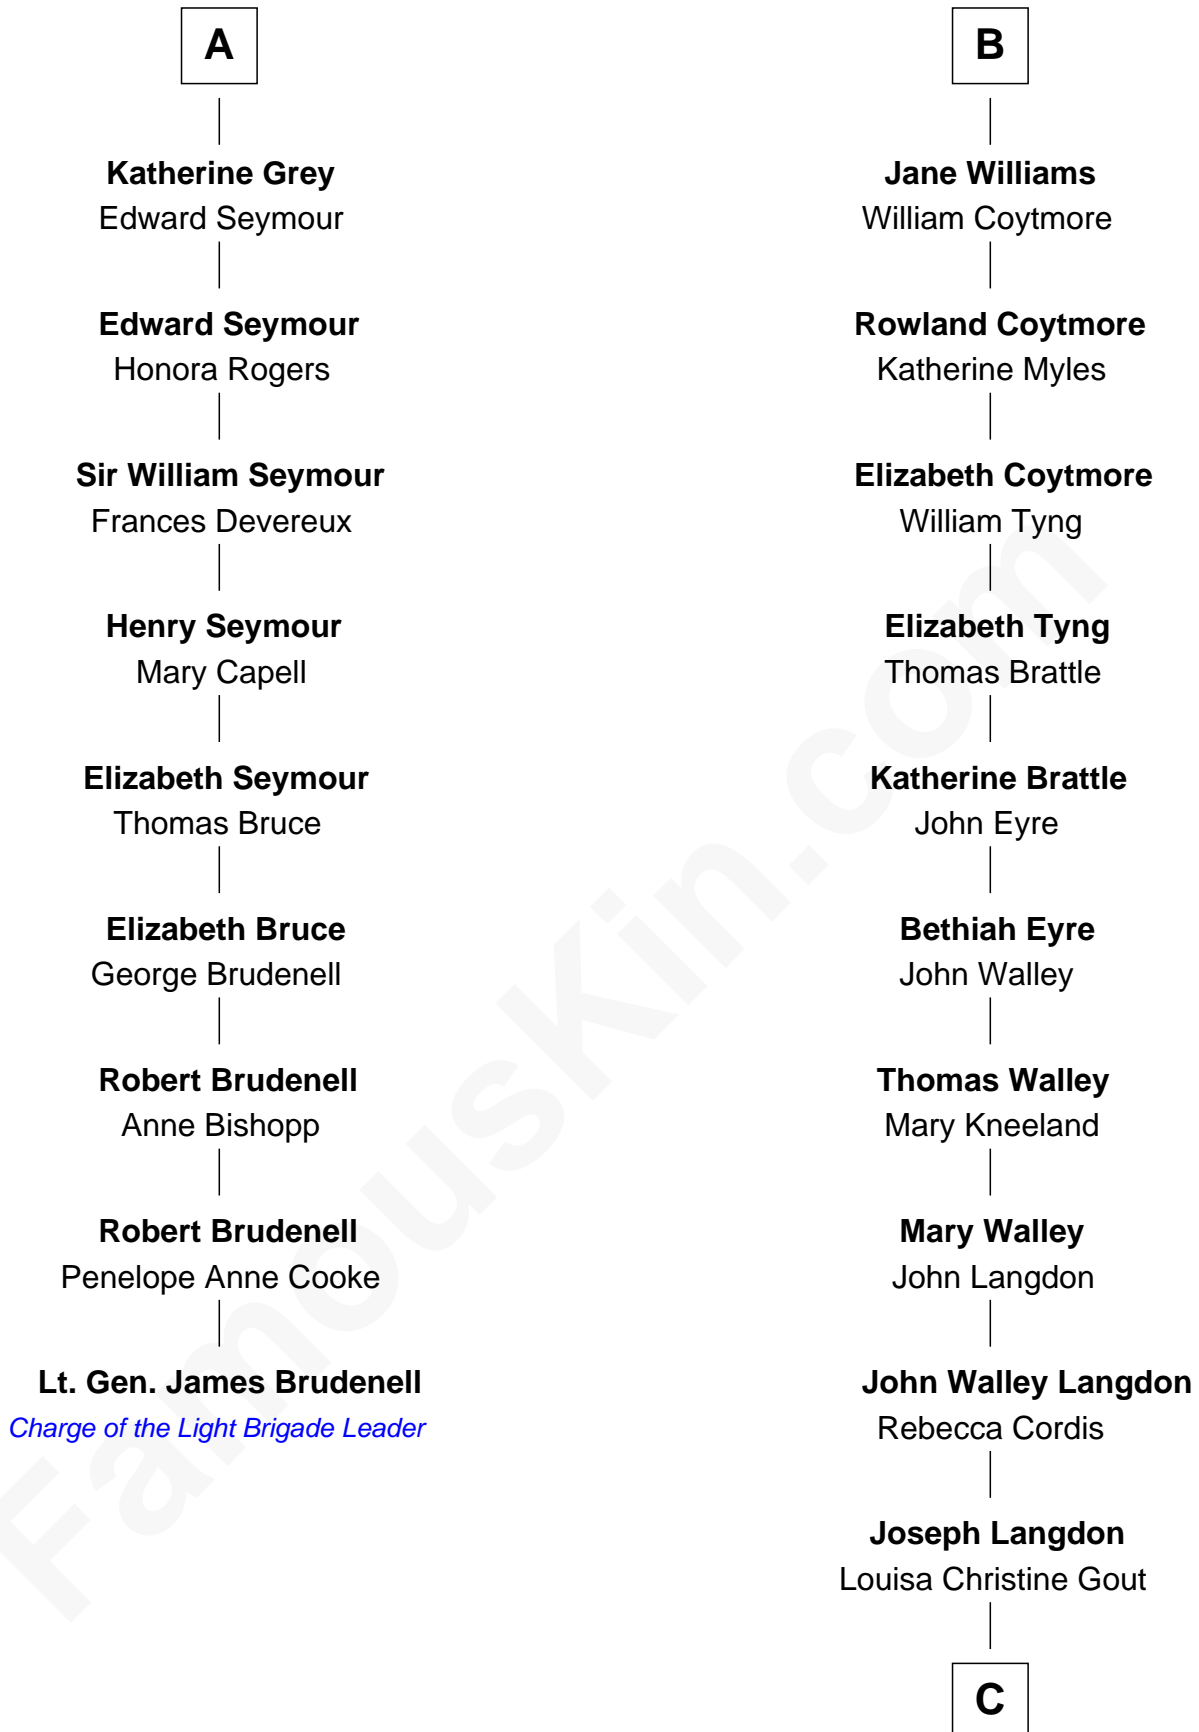 A
Katherine Grey
Edward Seymour
Edward Seymour
Honora Rogers
Sir William Seymour
Frances Devereux
Henry Seymour
Mary Capell
Elizabeth Seymour
Thomas Bruce
Elizabeth Bruce
George Brudenell
Robert Brudenell
Anne Bishopp
Robert Brudenell
Penelope Anne Cooke
Lt. Gen. James Brudenell
Charge of the Light Brigade Leader
B
Jane Williams
William Coytmore
Rowland Coytmore
Katherine Myles
Elizabeth Coytmore
William Tyng
Elizabeth Tyng
Thomas Brattle
Katherine Brattle
John Eyre
Bethiah Eyre
John Walley
Thomas Walley
Mary Kneeland
Mary Walley
John Langdon
John Walley Langdon
Rebecca Cordis
Joseph Langdon
Louisa Christine Gout
C
FamousKin.com